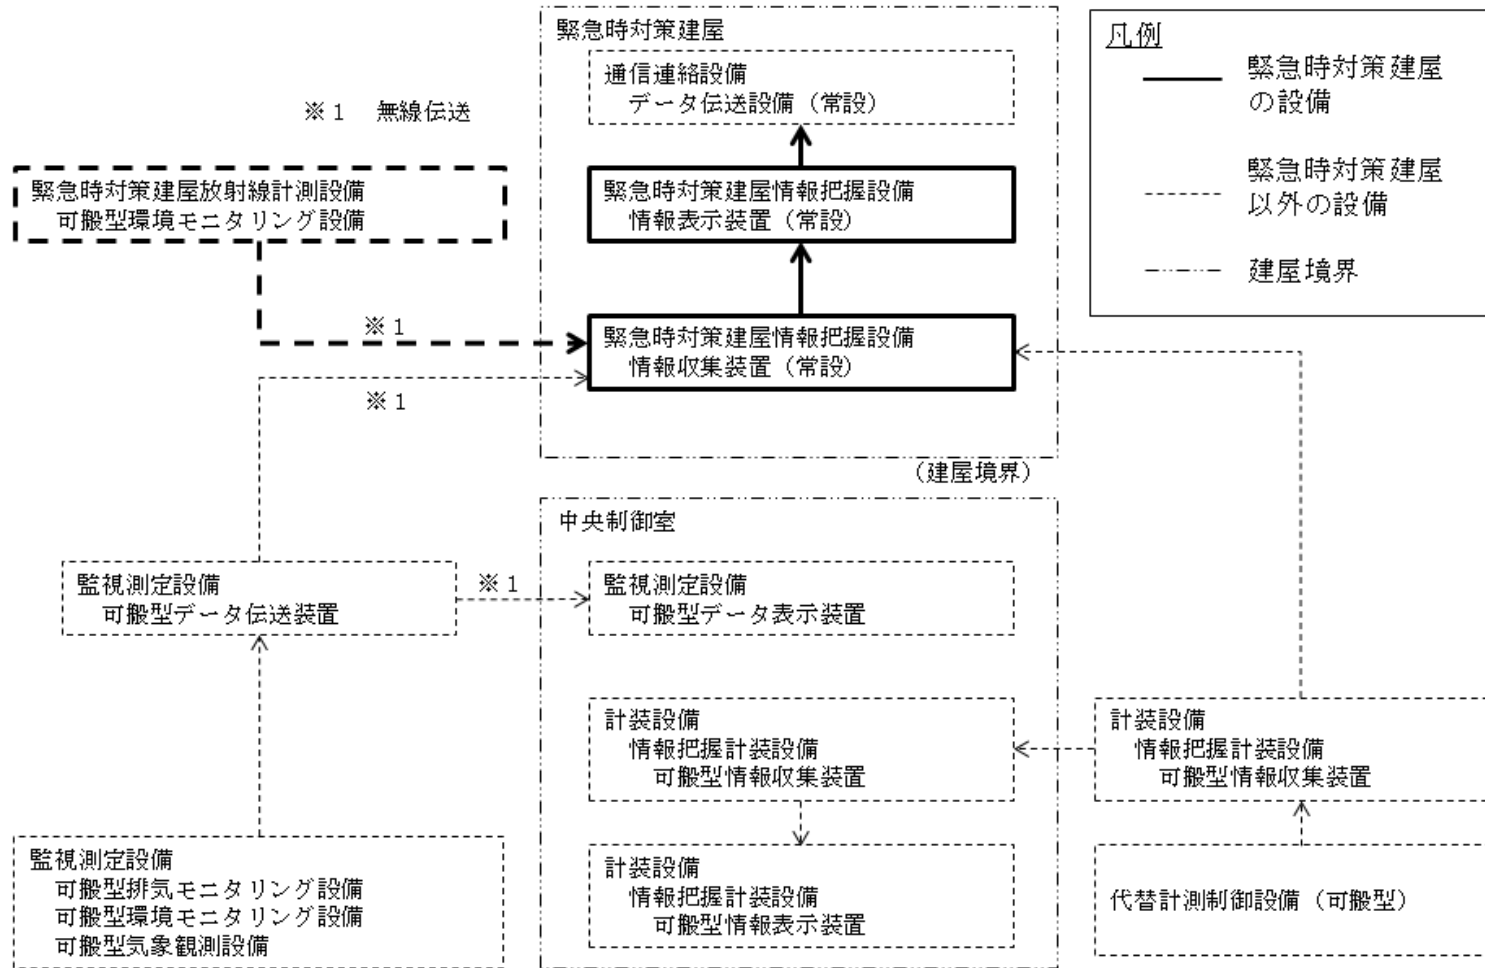 緊急時対策建屋
通信連絡設備
データ伝送設備（常設）
※１　無線伝送
緊急時対策建屋放射線計測設備
可搬型環境モニタリング設備
緊急時対策建屋情報把握設備
情報表示装置（常設）
※１
緊急時対策建屋情報把握設備
情報収集装置（常設）
※１
（建屋境界）
凡例
緊急時対策建屋
の設備
緊急時対策建屋
以外の設備
建屋境界
中央制御室
監視測定設備
可搬型データ伝送装置
※１
監視測定設備
可搬型データ表示装置
計装設備
情報把握計装設備
可搬型情報収集装置
計装設備
情報把握計装設備
可搬型情報収集装置
監視測定設備
可搬型排気モニタリング設備
可搬型環境モニタリング設備
可搬型気象観測設備
計装設備
情報把握計装設備
可搬型情報表示装置
代替計測制御設備（可搬型）